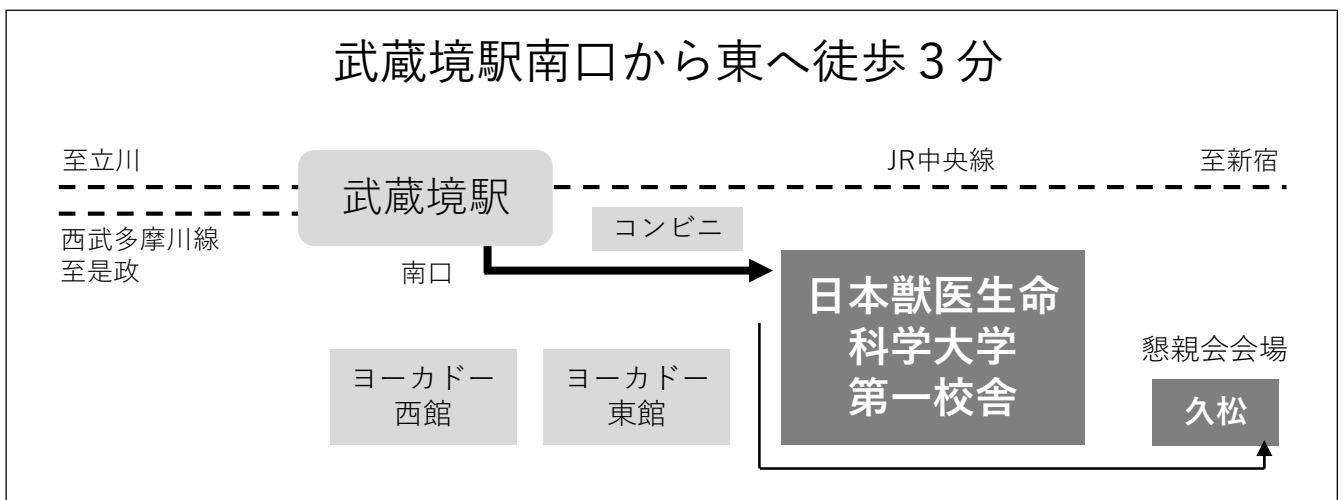 武蔵境駅南口から東へ徒歩３分
至立川
JR中央線
至新宿
武蔵境駅
コンビニ
西武多摩川線
至是政
南口
日本獣医生命
科学大学
第一校舎
懇親会会場
ヨーカドー
西館
ヨーカドー
東館
久松